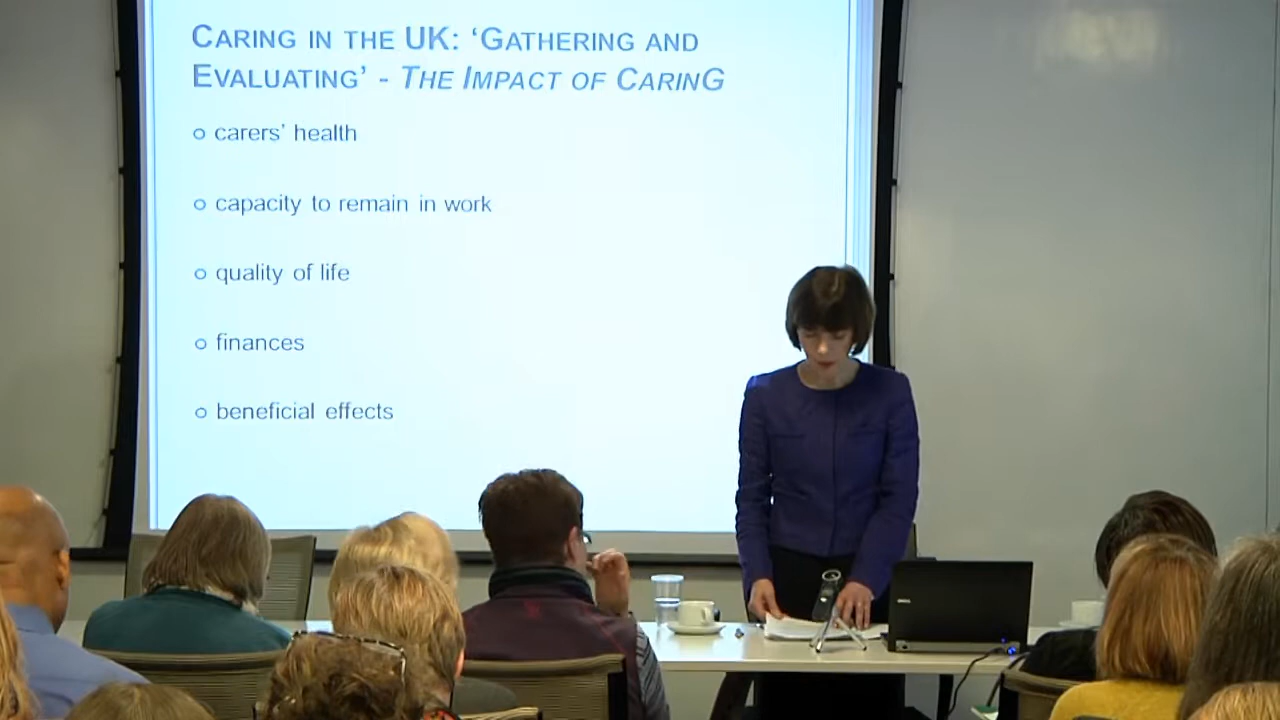 CARING IN THE UK: ‘GATHERING AND
EVALUATING’ - THE IMPACT OF CARING
o carers’ health
o capacity to remain in work
o quality of life
o finances
o beneficial effects